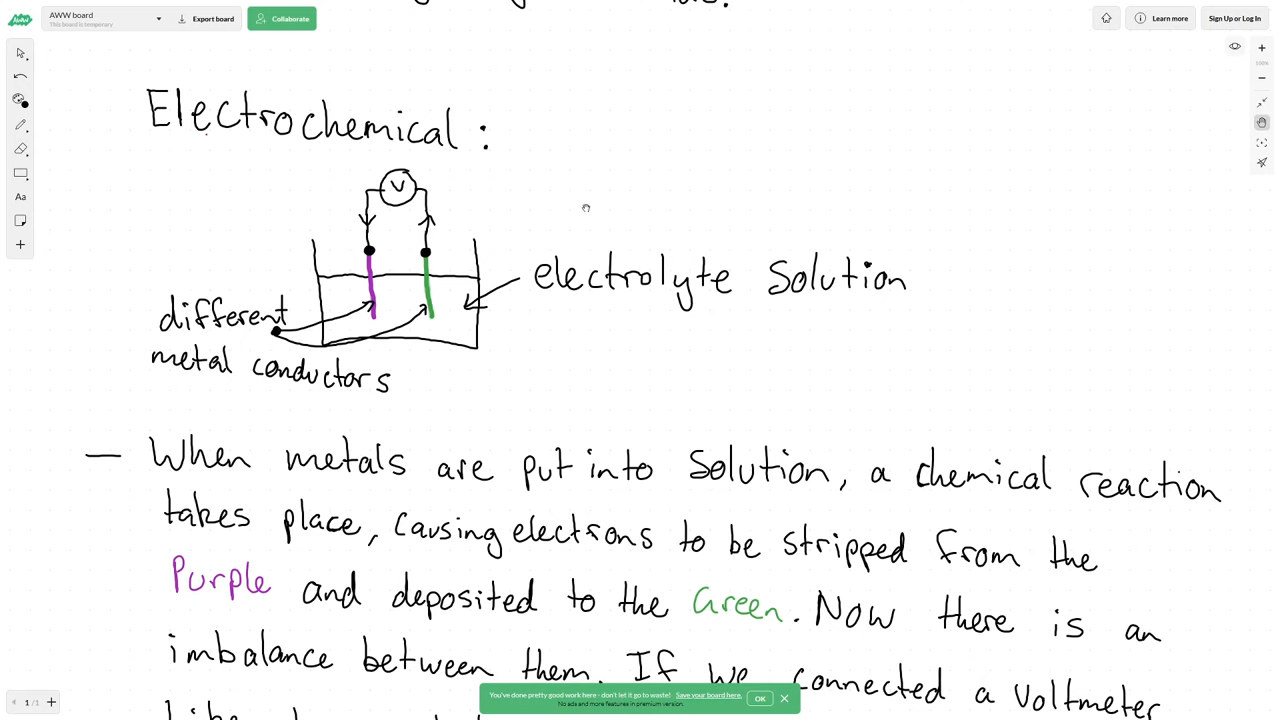 AWW board
This board is temporary
Export board
Collaborate
Learn more
Sign Up or Log In
100%
Electrochemical:
V
electrolyte Solution
different
metal conductors
Aa
— When metals are put into Solution, a chemical reaction
takes place, causing electrons to be stripped from the
Purple and deposited to the Green. Now there is an
imbalance between them. If we connected a Voltmeter
1 / 1
You've done pretty good work here - don't let it go to waste! Save your board here.
No ads and more features in premium version.
OK